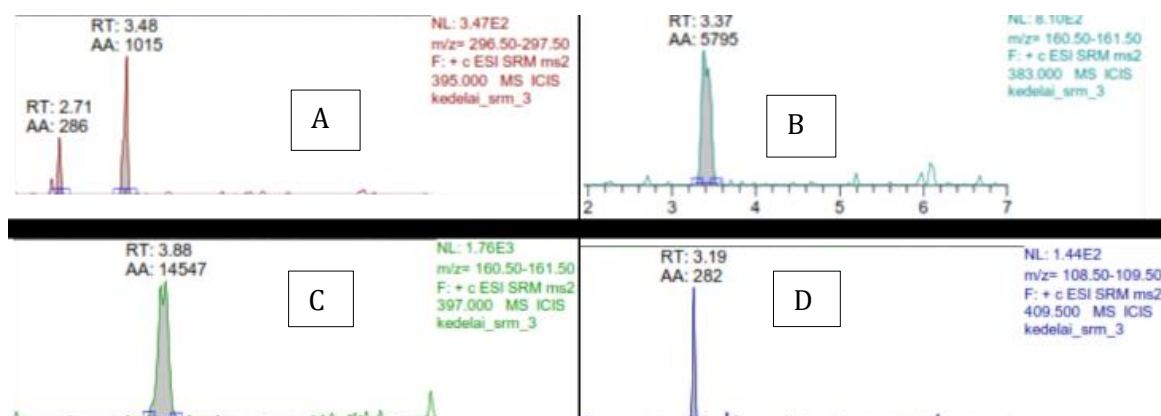 RT: 3.48
AA: 1015
RT: 2.71
AA: 286
A
NL: 3.47E2
m/z= 296.50-297.50
F: + c ESI SRM ms2
395.000 MS ICIS
kedelai_srm_3
RT: 3.37
AA: 5795
B
NL: 8.10E2
m/z= 160.50-161.50
F: + c ESI SRM ms2
383.000 MS ICIS
kedelai_srm_3
2 3 4 5 6 7
RT: 3.88
AA: 14547
C
NL: 1.76E3
m/z= 160.50-161.50
F: + c ESI SRM ms2
397.000 MS ICIS
kedelai_srm_3
RT: 3.19
AA: 282
D
NL: 1.44E2
m/z= 108.50-109.50
F: + c ESI SRM ms2
409.500 MS ICIS
kedelai_srm_3